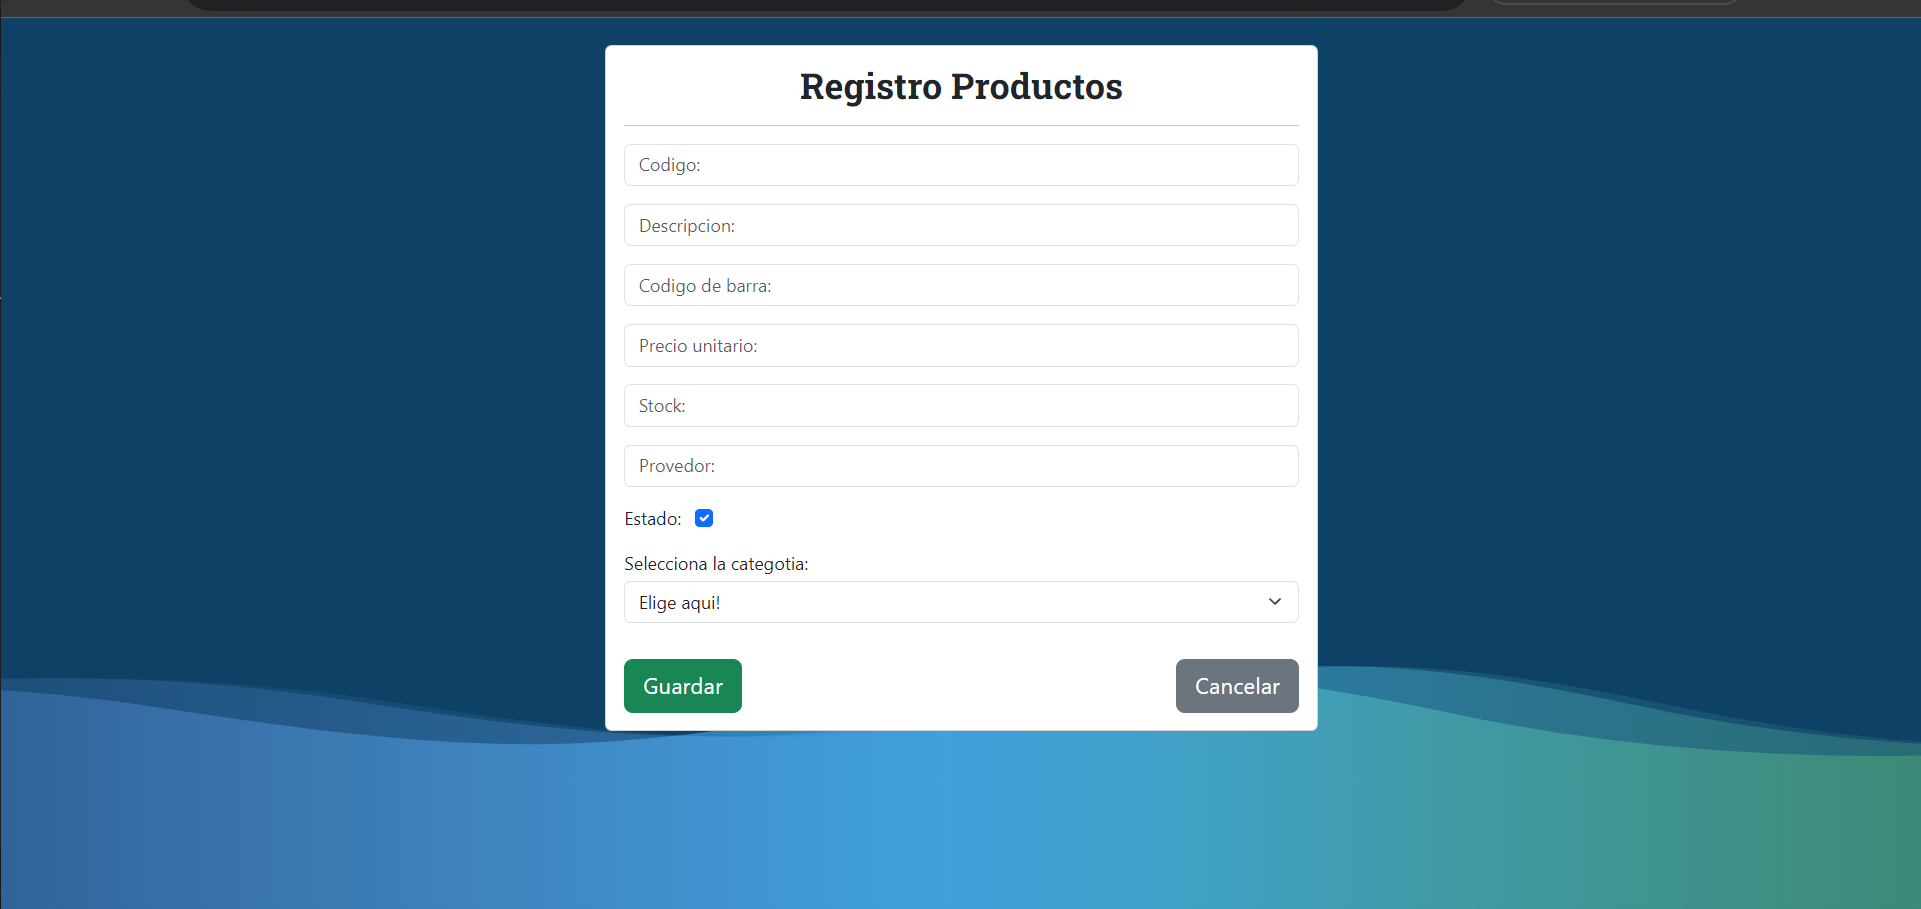 Registro Productos
Codigo:
Descripcion:
Codigo de barra:
Precio unitario:
Stock:
Provedor:
Estado:
Selecciona la categotia:
Elige aqui!
Guardar
Cancelar